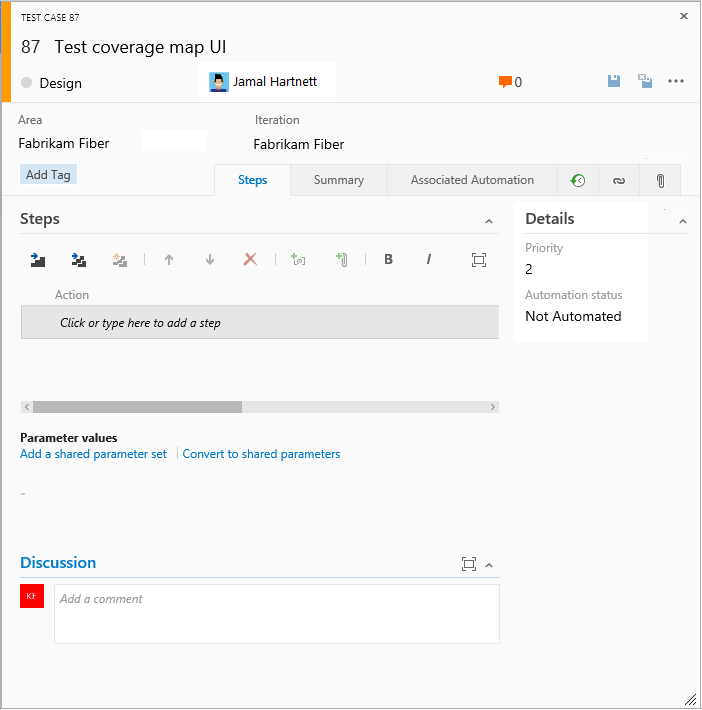 TEST CASE 87
87 Test coverage map UI
Design
Jamal Hartnett
0
Area
Iteration
Fabrikam Fiber
Fabrikam Fiber
Add Tag
Steps
Summary
Associated Automation
Steps
Details
Priority
2
Automation status
Not Automated
B
I
Action
Click or type here to add a step
Parameter values
Add a shared parameter set | Convert to shared parameters
-
Discussion
KE
Add a comment